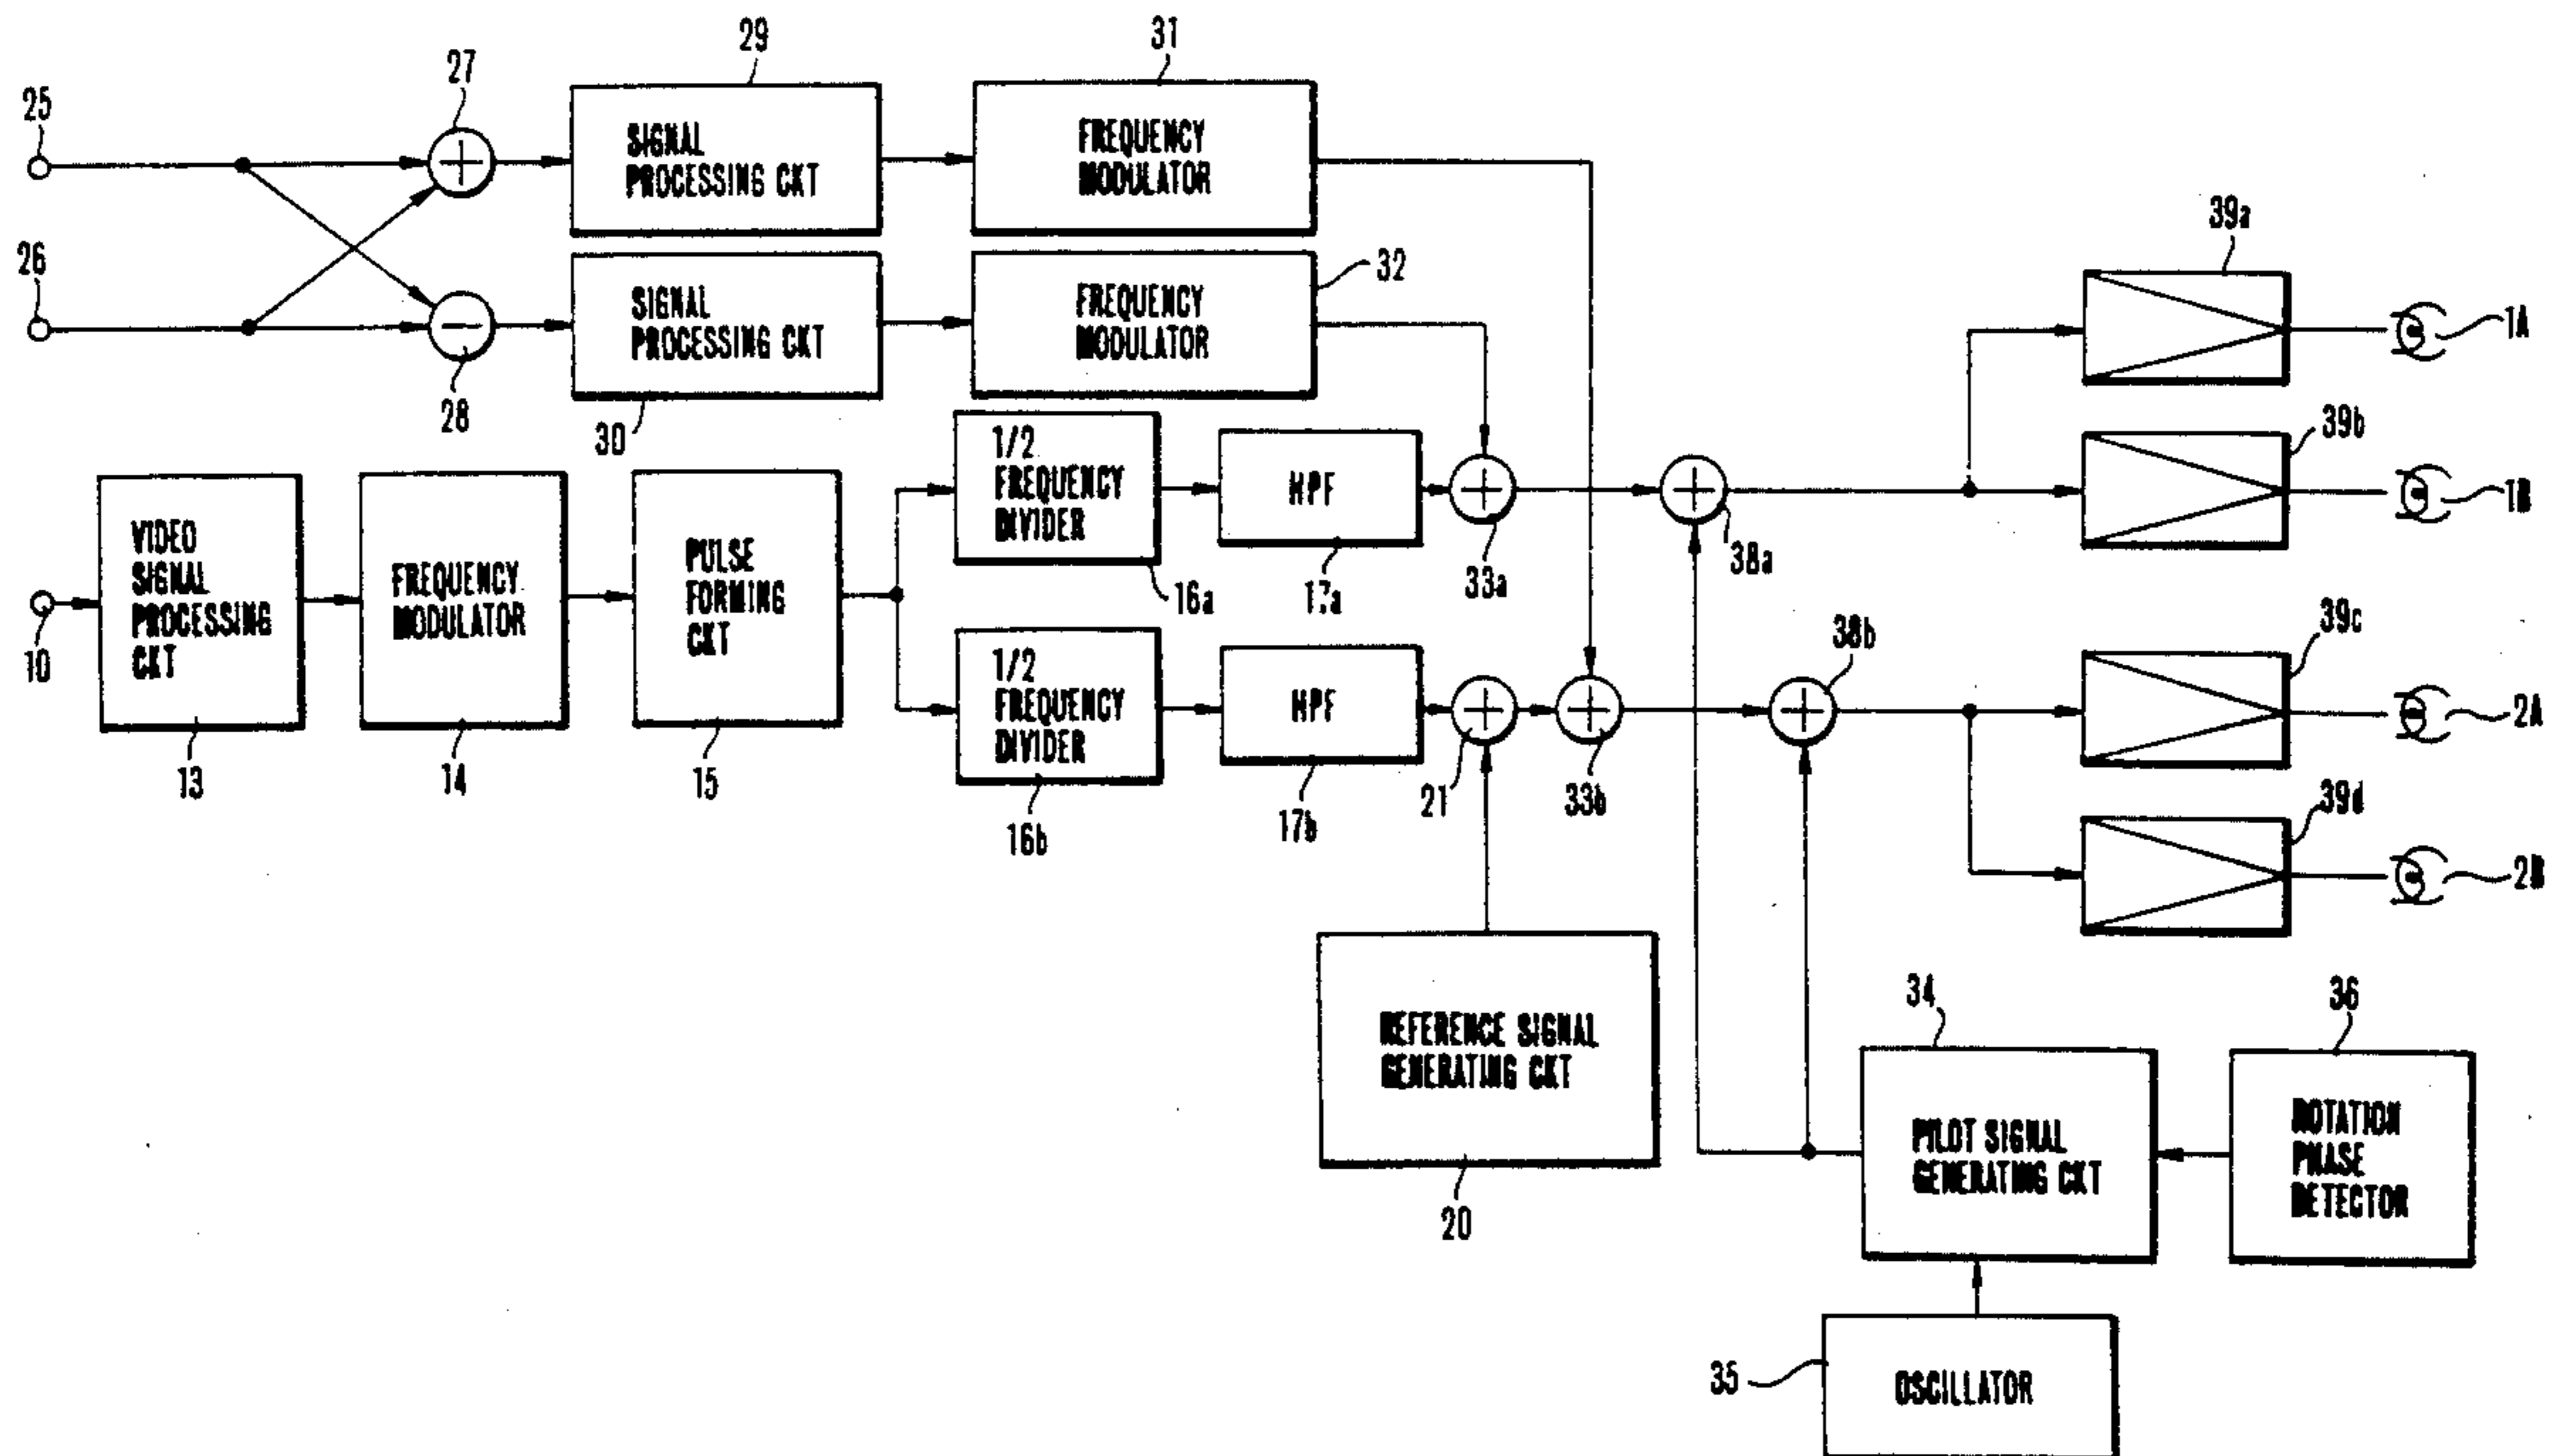 25
26
27
28
29
SIGNAL
PROCESSING CKT
30
SIGNAL
PROCESSING CKT
31
FREQUENCY
MODULATOR
32
FREQUENCY
MODULATOR
10
VIDEO
SIGNAL
PROCESSING
CKT
13
FREQUENCY
MODULATOR
14
PULSE
FORMING
CKT
15
1/2
FREQUENCY
DIVIDER
16a
HPF
17a
33a
38a
1/2
FREQUENCY
DIVIDER
16b
HPF
17b
21
33b
38b
39a
1A
39b
1B
39c
2A
39d
2B
REFERENCE SIGNAL
GENERATING CKT
20
34
PILOT SIGNAL
GENERATING CKT
36
ROTATION
PHASE
DETECTOR
35
OSCILLATOR